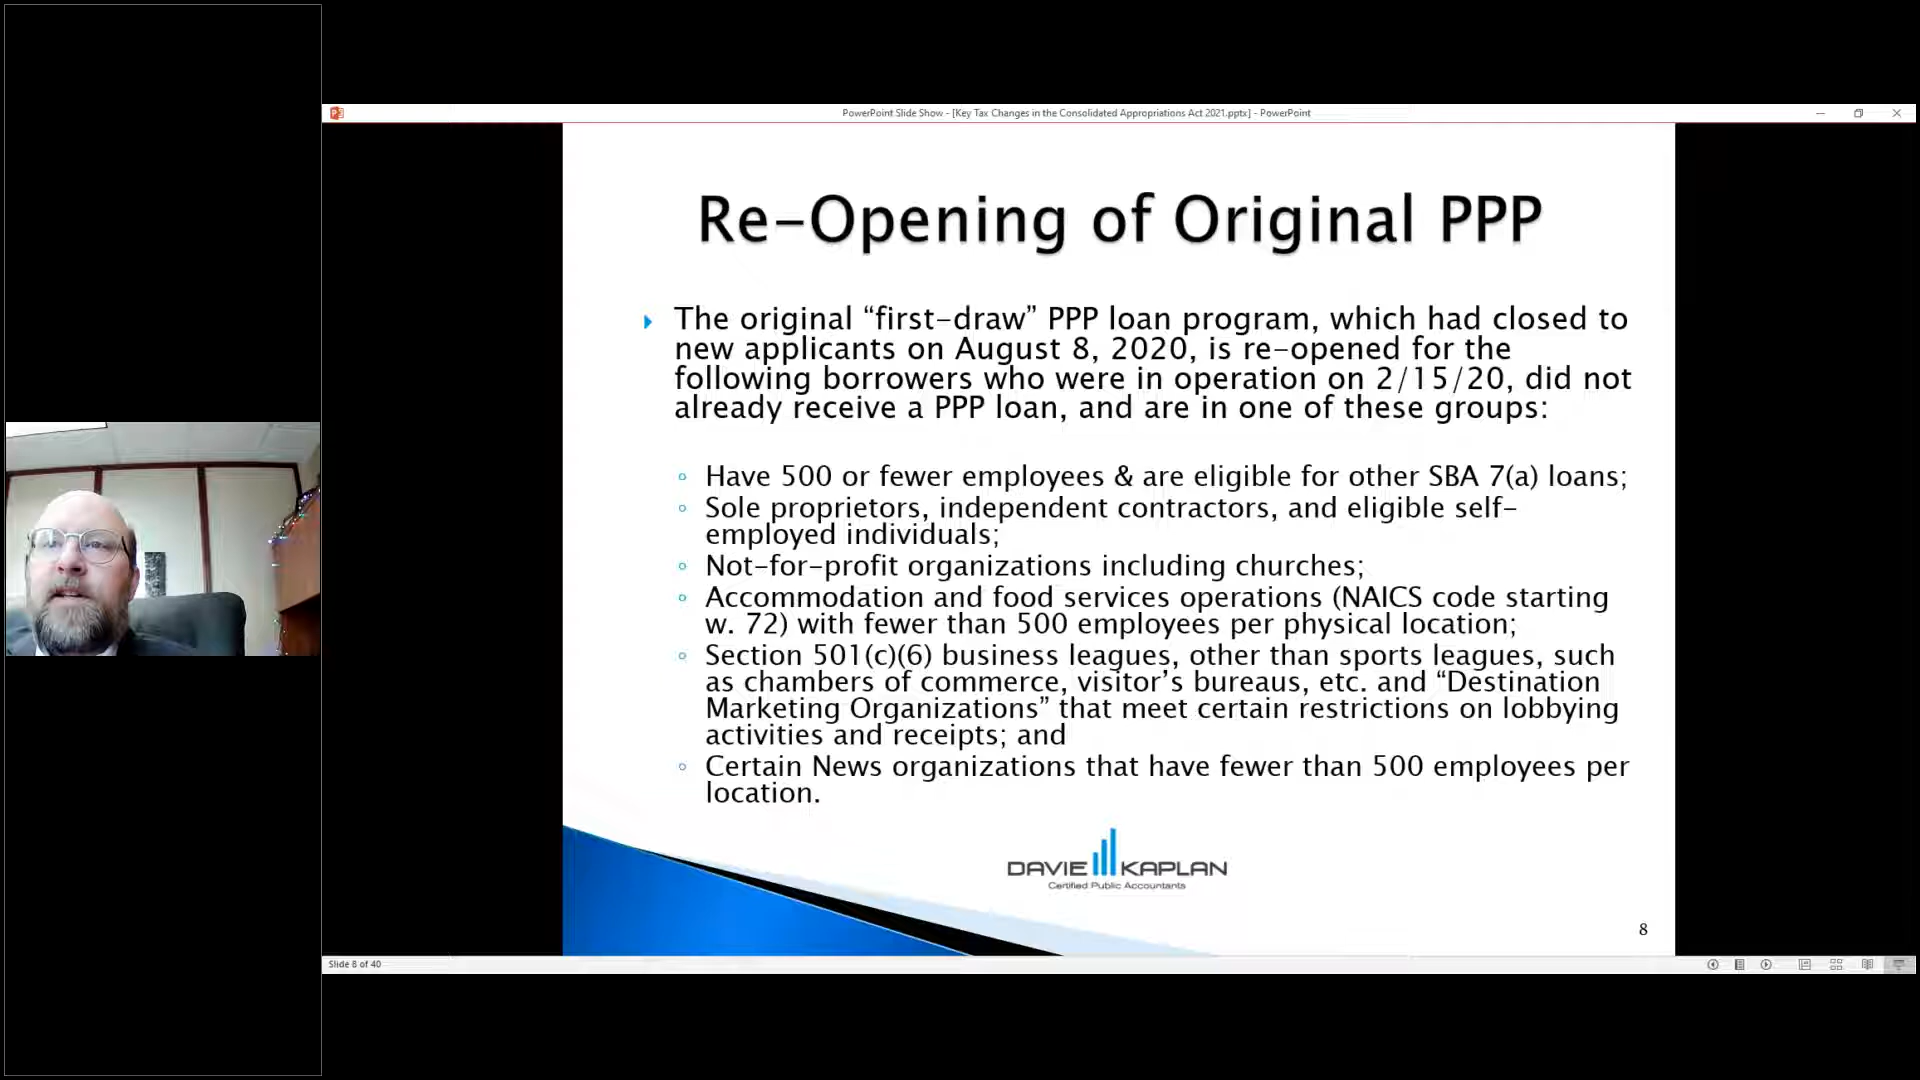 PowerPoint Slide Show - [Key Tax Changes in the Consolidated Appropriations Act 2021.pptx] - PowerPoint
Re-Opening of Original PPP
The original “first-draw” PPP loan program, which had closed to
new applicants on August 8, 2020, is re-opened for the
following borrowers who were in operation on 2/15/20, did not
already receive a PPP loan, and are in one of these groups:
Have 500 or fewer employees & are eligible for other SBA 7(a) loans;
Sole proprietors, independent contractors, and eligible self-
employed individuals;
Not-for-profit organizations including churches;
Accommodation and food services operations (NAICS code starting
w. 72) with fewer than 500 employees per physical location;
Section 501(c)(6) business leagues, other than sports leagues, such
as chambers of commerce, visitor’s bureaus, etc. and “Destination
Marketing Organizations” that meet certain restrictions on lobbying
activities and receipts; and
Certain News organizations that have fewer than 500 employees per
location.
DAVIE KAPLAN
Certified Public Accountants
8
Slide 8 of 40